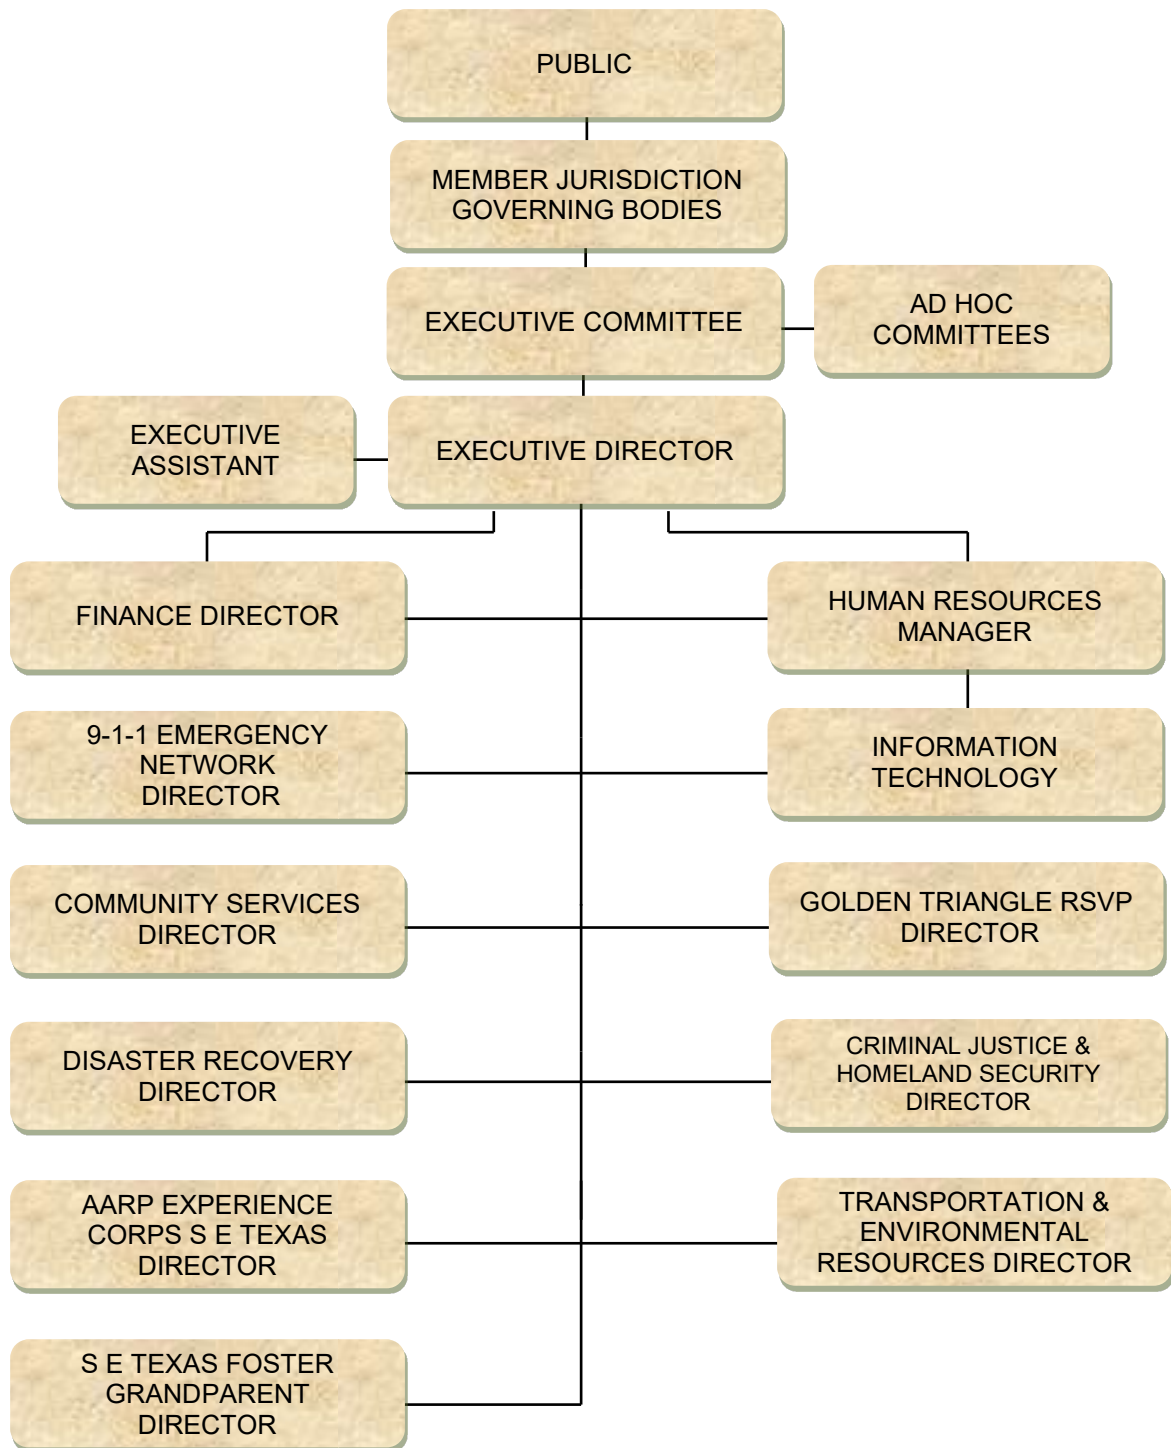 PUBLIC
MEMBER JURISDICTION
GOVERNING BODIES
EXECUTIVE COMMITTEE
AD HOC
COMMITTEES
EXECUTIVE
ASSISTANT
EXECUTIVE DIRECTOR
FINANCE DIRECTOR
HUMAN RESOURCES
MANAGER
9-1-1 EMERGENCY
NETWORK
DIRECTOR
INFORMATION
TECHNOLOGY
COMMUNITY SERVICES
DIRECTOR
GOLDEN TRIANGLE RSVP
DIRECTOR
DISASTER RECOVERY
DIRECTOR
CRIMINAL JUSTICE &
HOMELAND SECURITY
DIRECTOR
AARP EXPERIENCE
CORPS S E TEXAS
DIRECTOR
TRANSPORTATION &
ENVIRONMENTAL
RESOURCES DIRECTOR
S E TEXAS FOSTER
GRANDPARENT
DIRECTOR